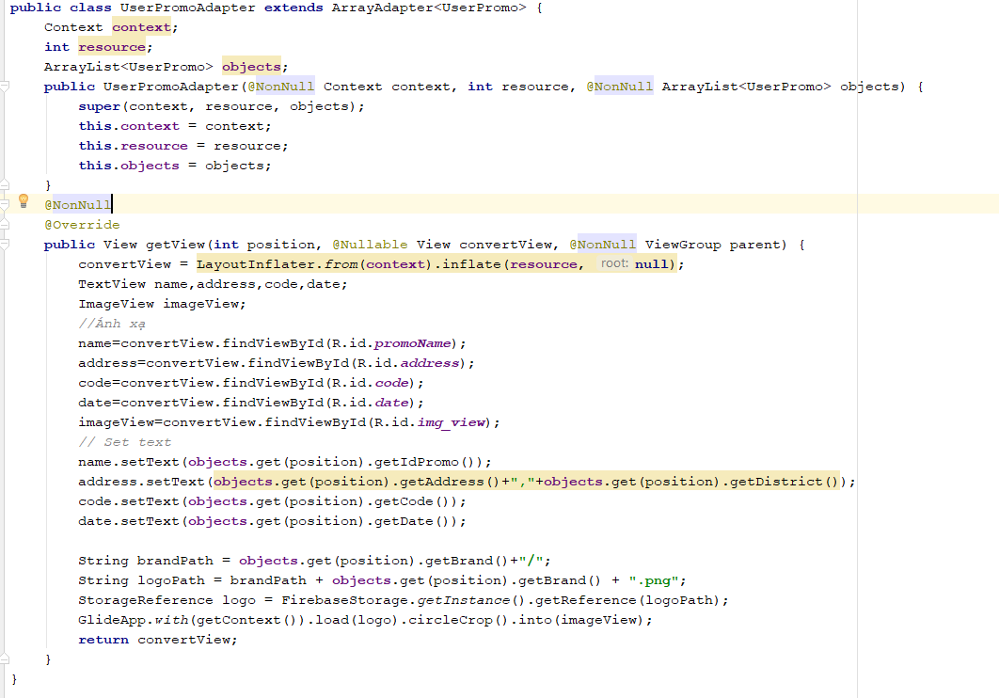 public class UserPromoAdapter extends ArrayAdapter<UserPromo> {
    Context context;
    int resource;
    ArrayList<UserPromo> objects;
    public UserPromoAdapter(@NonNull Context context, int resource, @NonNull ArrayList<UserPromo> objects) {
        super(context, resource, objects);
        this.context = context;
        this.resource = resource;
        this.objects = objects;
    }
    @NonNull
    @Override
    public View getView(int position, @Nullable View convertView, @NonNull ViewGroup parent) {
        convertView = LayoutInflater.from(context).inflate(resource, root: null);
        TextView name,address,code,date;
        ImageView imageView;
        //Ánh xạ
        name=convertView.findViewById(R.id.promoName);
        address=convertView.findViewById(R.id.address);
        code=convertView.findViewById(R.id.code);
        date=convertView.findViewById(R.id.date);
        imageView=convertView.findViewById(R.id.img_view);
        // Set text
        name.setText(objects.get(position).getIdPromo());
        address.setText(objects.get(position).getAddress()+","+objects.get(position).getDistrict());
        code.setText(objects.get(position).getCode());
        date.setText(objects.get(position).getDate());
        String brandPath = objects.get(position).getBrand()+"/";
        String logoPath = brandPath + objects.get(position).getBrand() + ".png";
        StorageReference logo = FirebaseStorage.getInstance().getReference(logoPath);
        GlideApp.with(getContext()).load(logo).circleCrop().into(imageView);
        return convertView;
    }
}